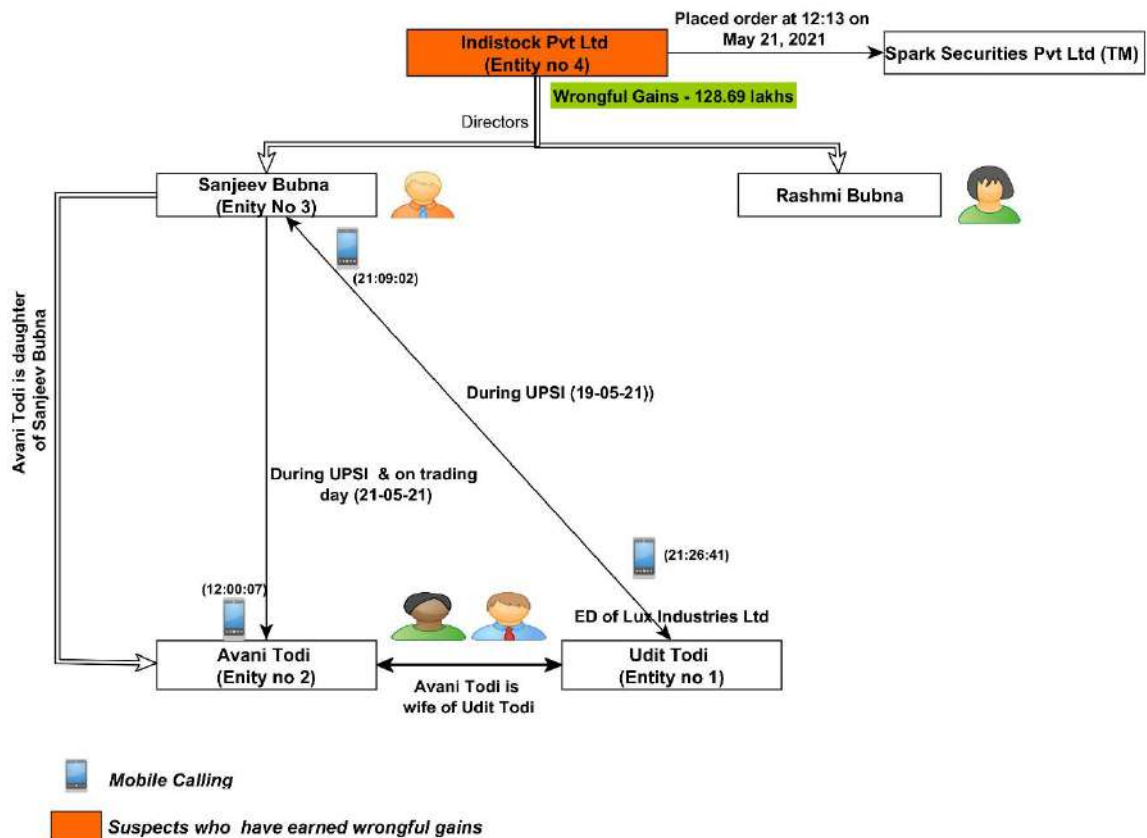 Indistock Pvt Ltd
(Entity no 4)
Placed order at 12:13 on
May 21, 2021
Spark Securities Pvt Ltd (TM)
Wrongful Gains - 128.69 lakhs
Directors
Sanjeev Bubna
(Enity No 3)
Rashmi Bubna
(21:09:02)
Avani Todi is daughter
of Sanjeev Bubna
During UPSI (19-05-21))
During UPSI & on trading
day (21-05-21)
(21:26:41)
(12:00:07)
ED of Lux Industries Ltd
Avani Todi
(Enity no 2)
Udit Todi
(Entity no 1)
Avani Todi is
wife of Udit Todi
Mobile Calling
Suspects who have earned wrongful gains